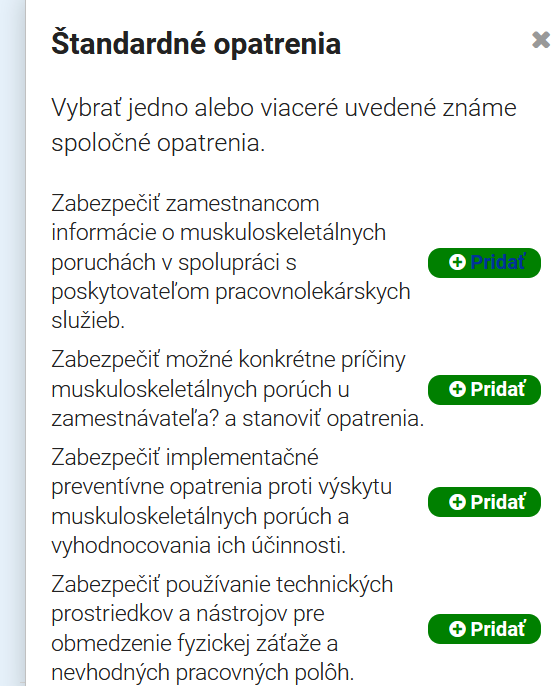 Štandardné opatrenia
Vybrať jedno alebo viaceré uvedené známe
spoločné opatrenia.
Zabezpečiť zamestnancom
informácie o muskuloskeletálnych
poruchách v spolupráci s
poskytovateľom pracovnolekárskych
služieb.
Pridať
Zabezpečiť možné konkrétne príčiny
muskuloskeletálnych porúch u
zamestnávateľa? a stanoviť opatrenia.
Pridať
Zabezpečiť implementačné
preventívne opatrenia proti výskytu
muskuloskeletálnych porúch a
vyhodnocovania ich účinnosti.
Pridať
Zabezpečiť používanie technických
prostriedkov a nástrojov pre
obmedzenie fyzickej záťaže a
nevhodných pracovných polôh.
Pridať